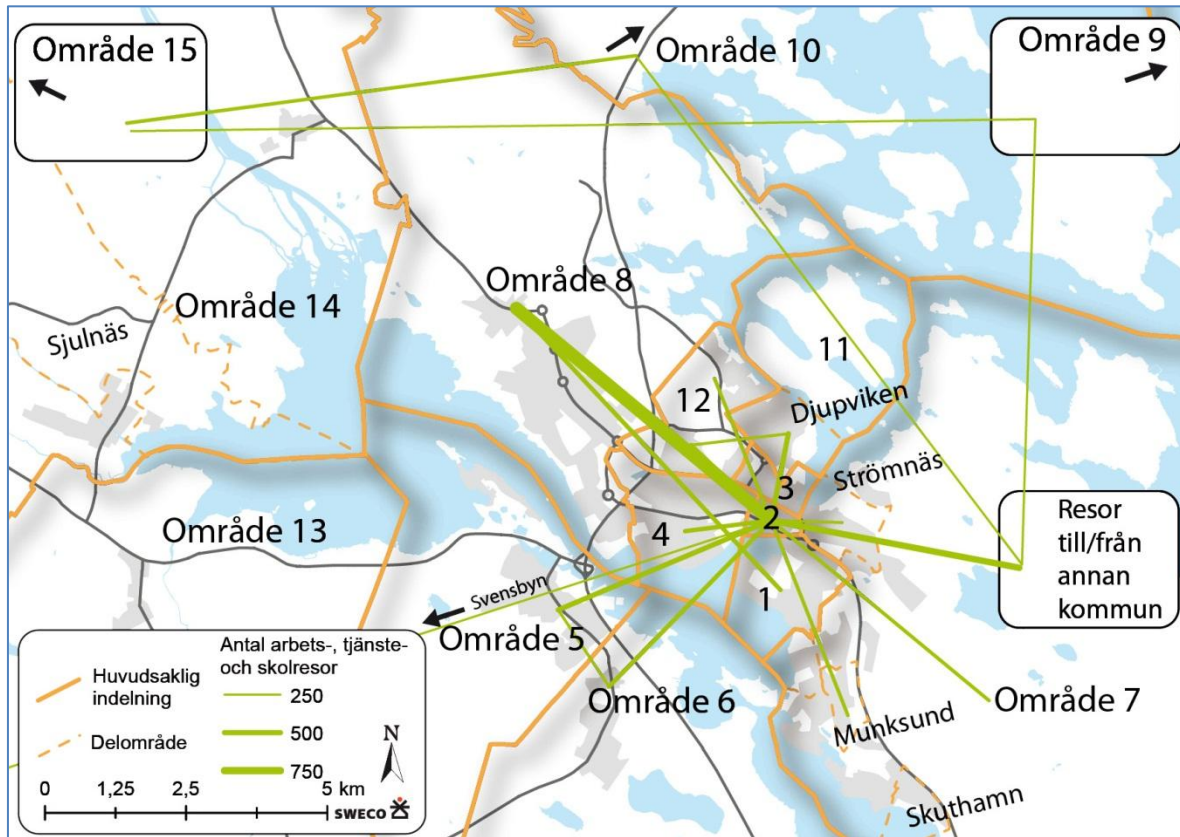 Område 15
Område 10
Område 9
Område 8
Område 14
Sjulnäs
11
12
Djupviken
Strömnäs
3
2
4
Område 13
Resor
till/från
annan
kommun
Svensbyn
1
Område 5
Område 6
Område 7
Munksund
Skuthamn
Antal arbets-, tjänste-
och skolresor
Huvudsaklig
indelning
Delområde
250
500
750
N
0 1,25 2,5 5 km
SWECO